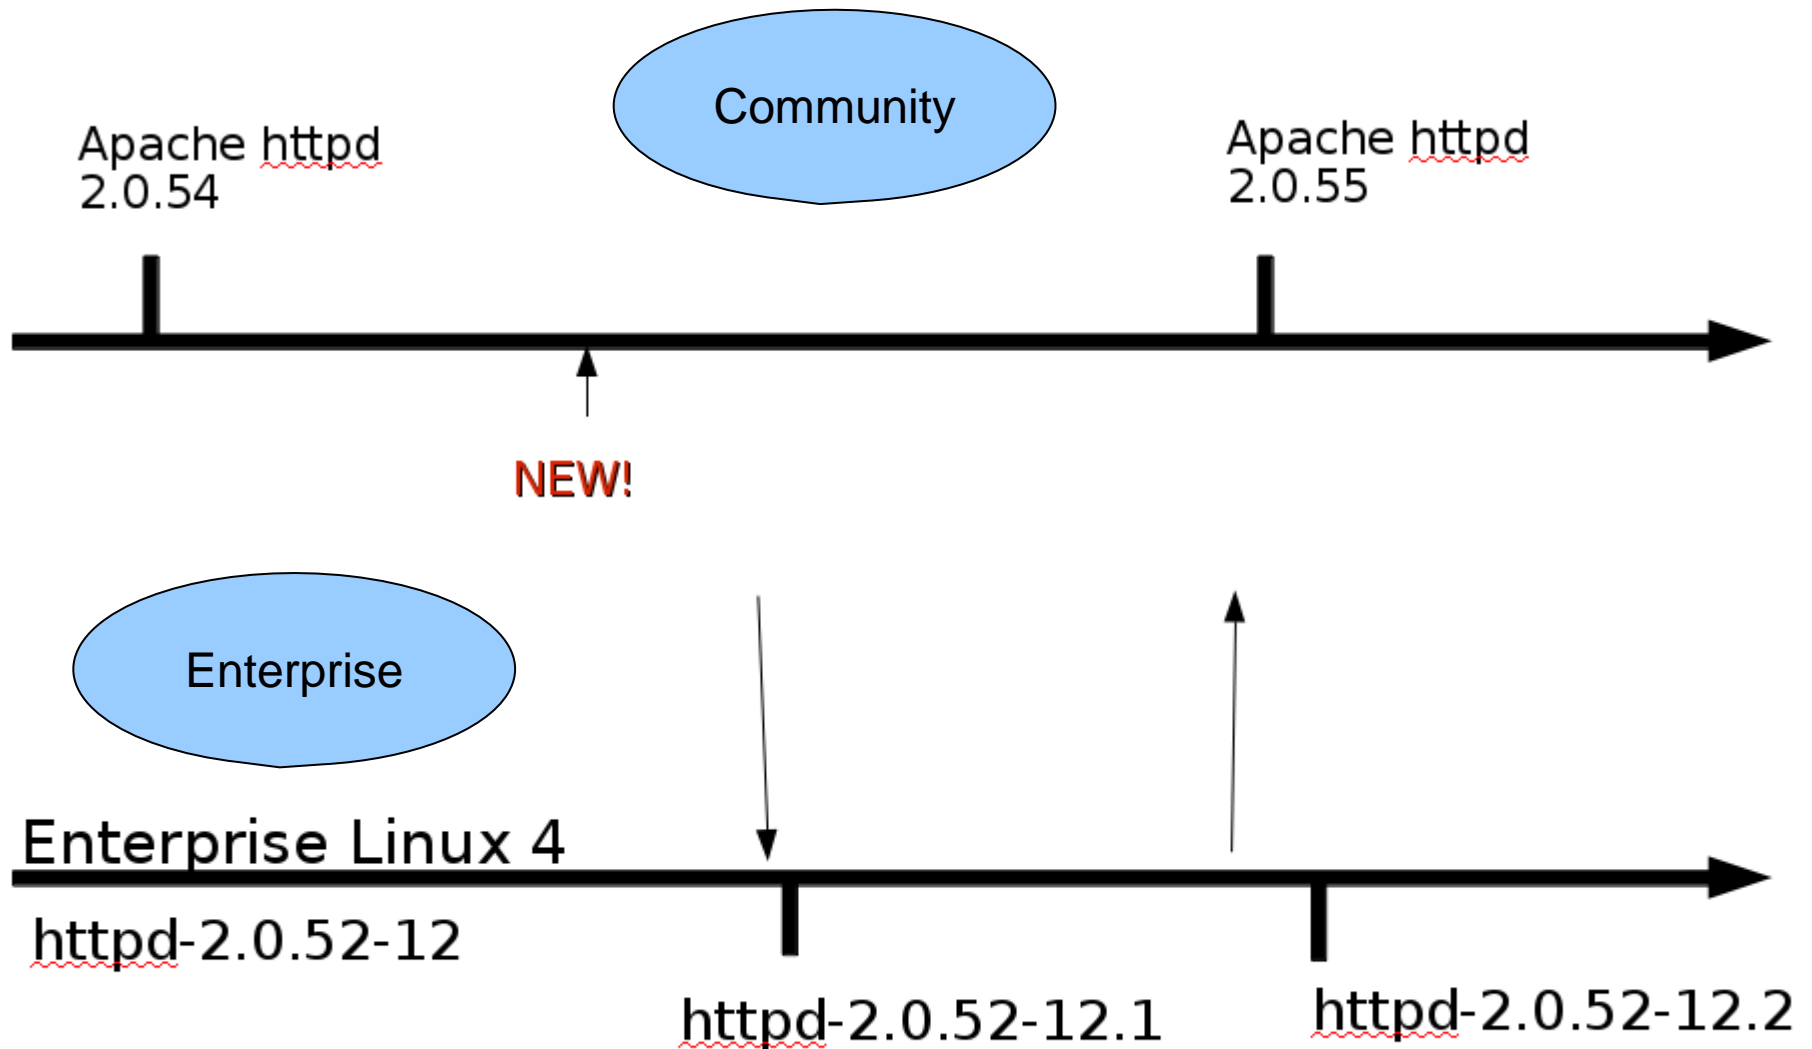 Community
Apache httpd
2.0.54
Apache httpd
2.0.55
NEW!
Enterprise
Enterprise Linux 4
httpd-2.0.52-12
httpd-2.0.52-12.1
httpd-2.0.52-12.2